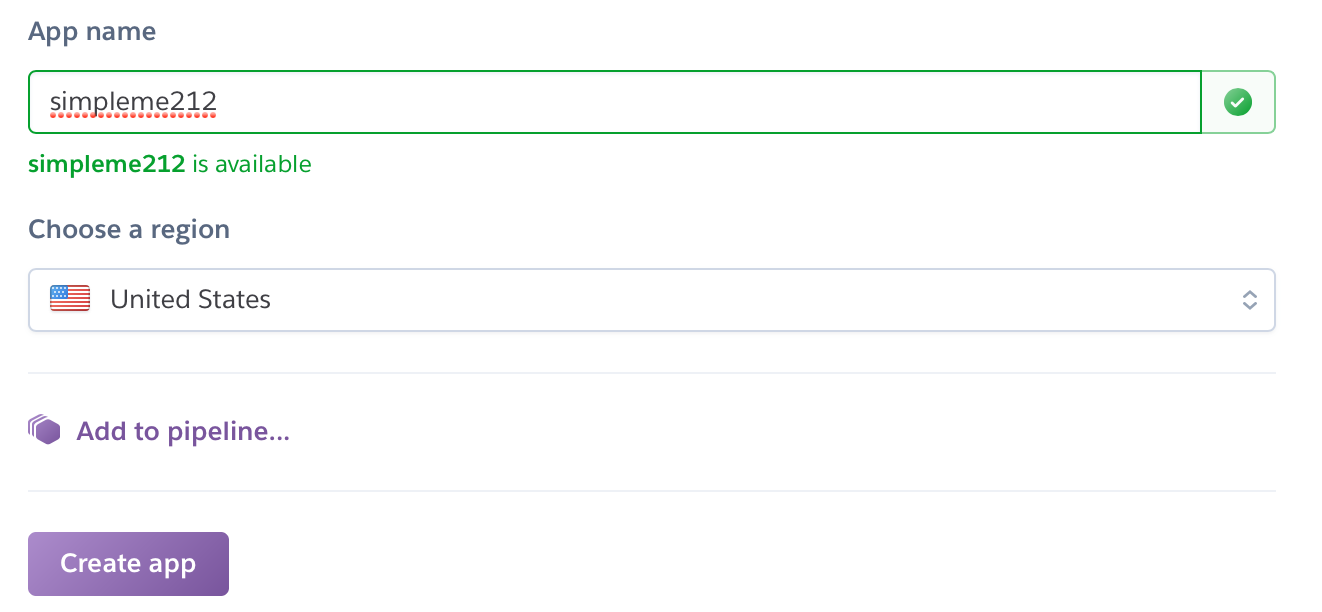 App name
simpleme212
simpleme212 is available
Choose a region
United States
Add to pipeline...
Create app